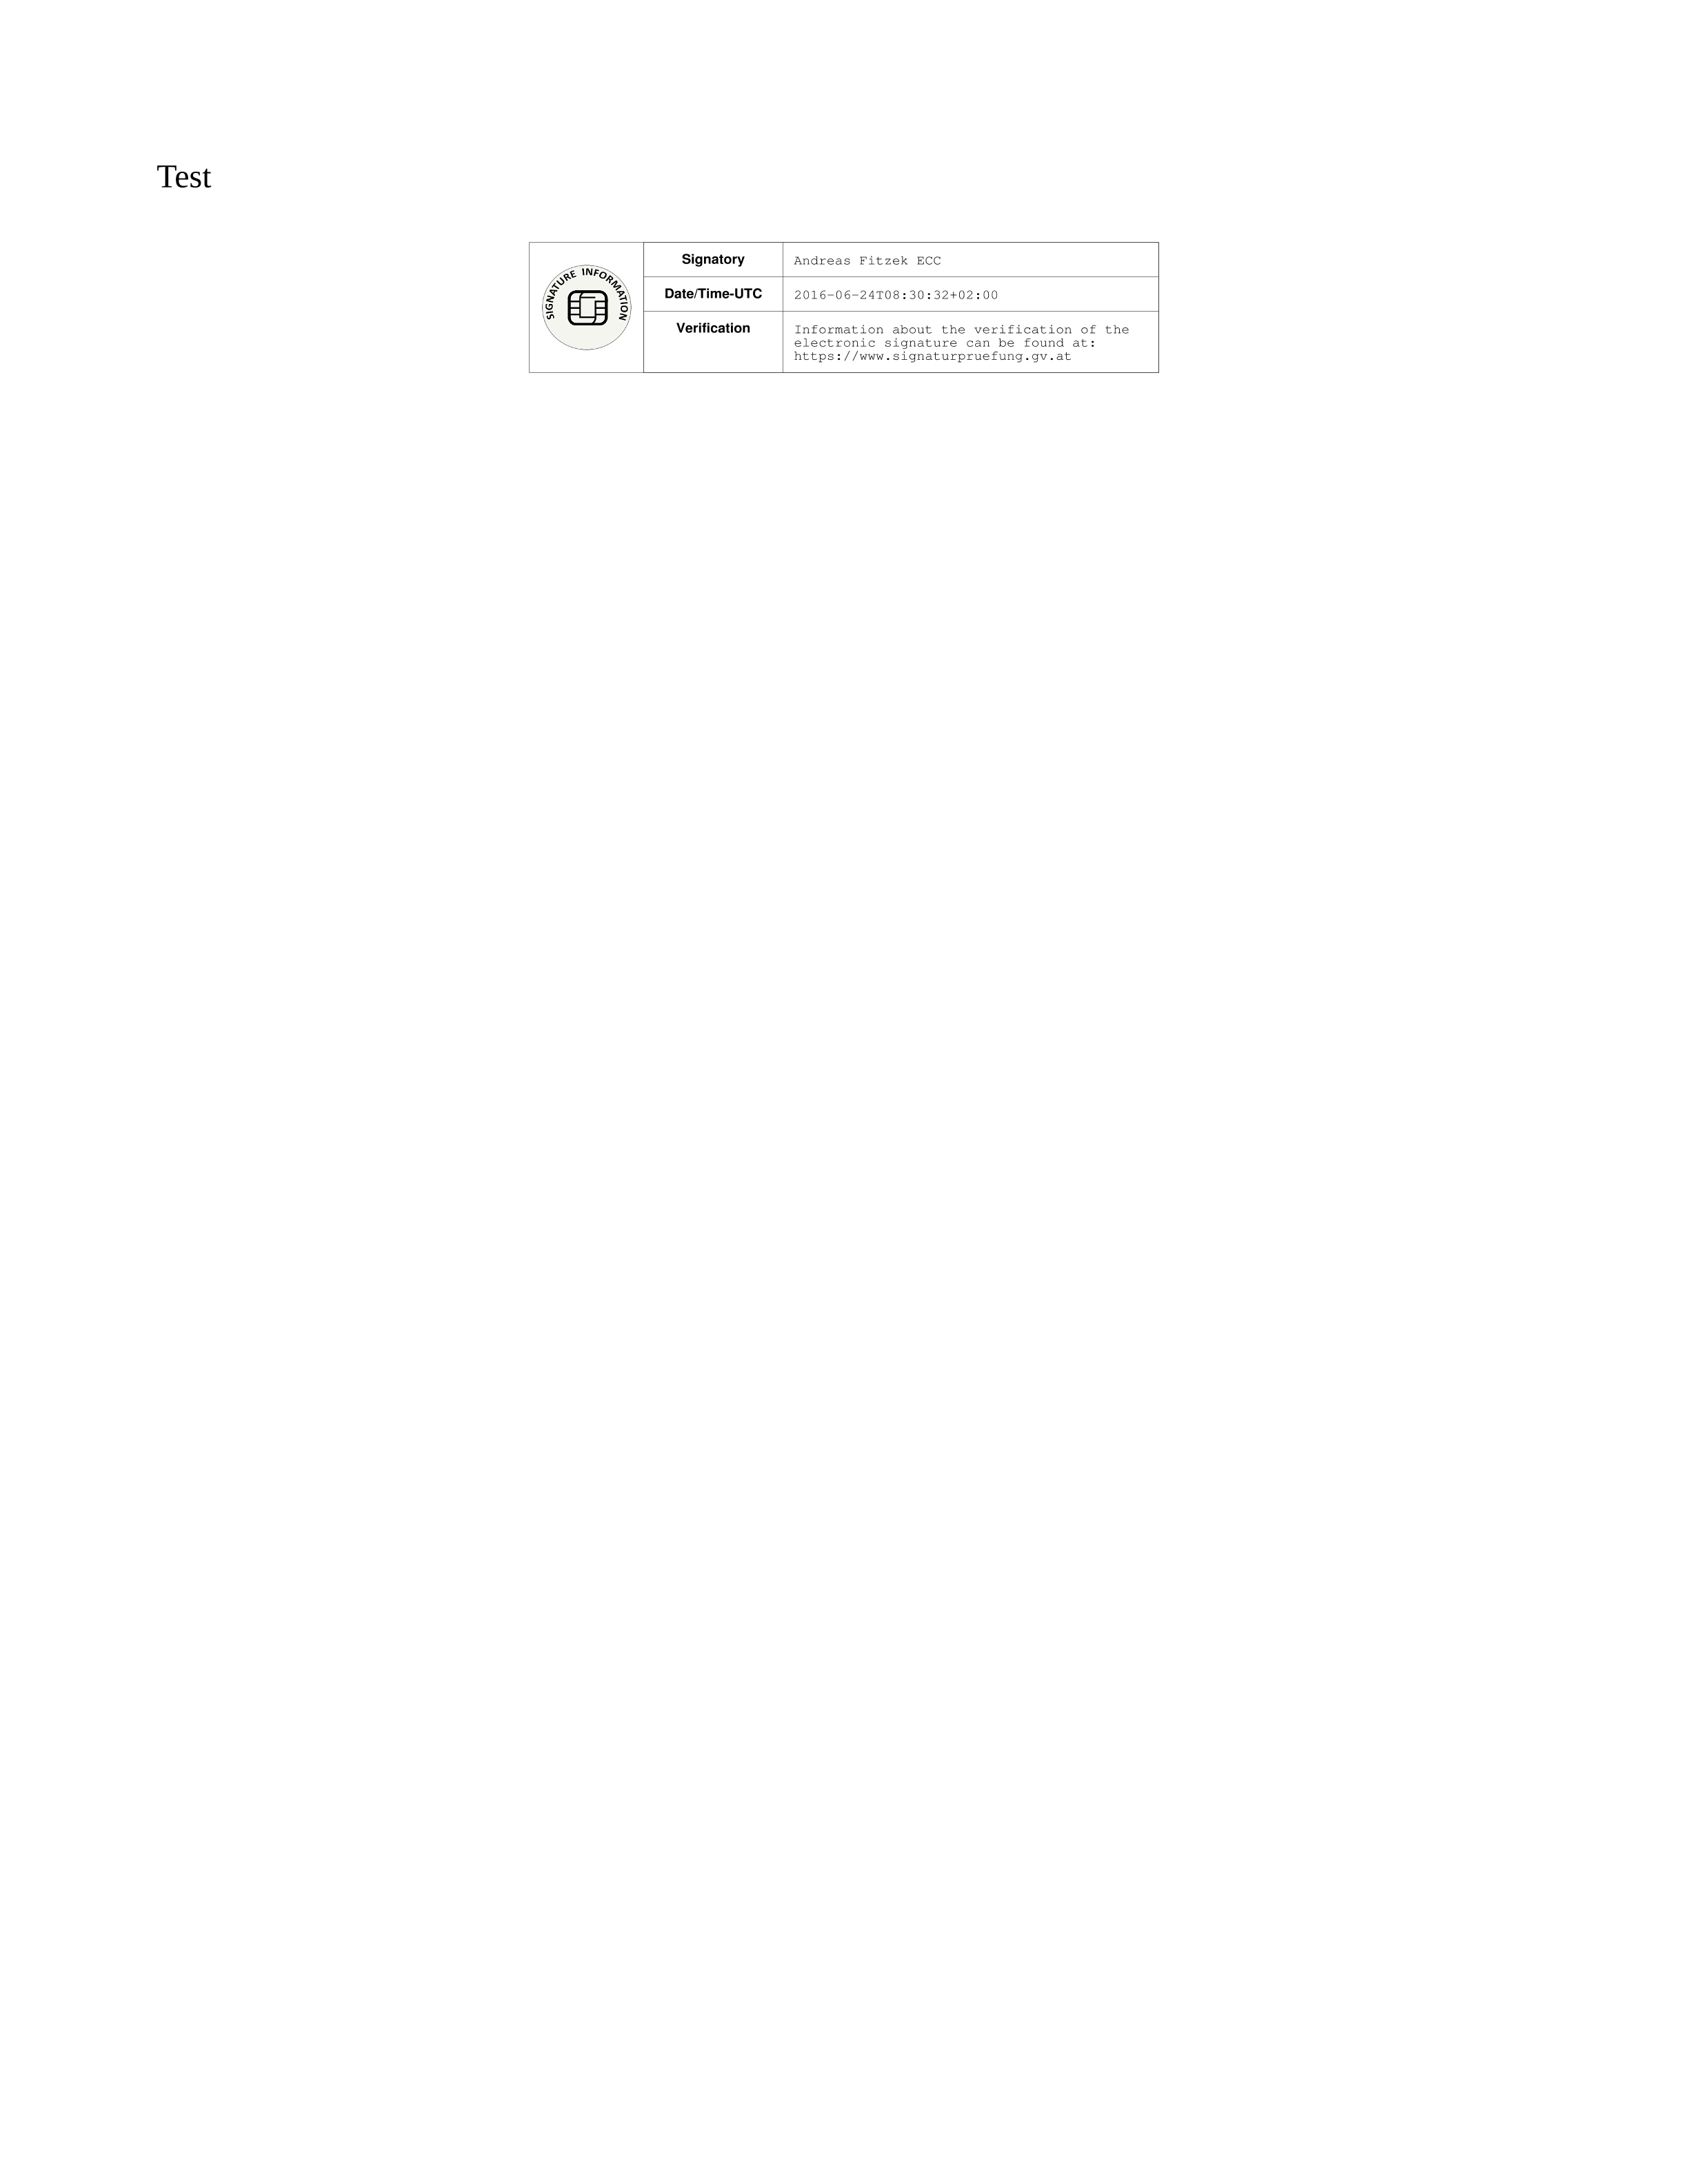 Test
SIGNATURE INFORMATION
Signatory
Andreas Fitzek ECC
Date/Time-UTC
2016-06-24T08:30:32+02:00
Verification
Information about the verification of the
electronic signature can be found at:
https://www.signaturpruefung.gv.at